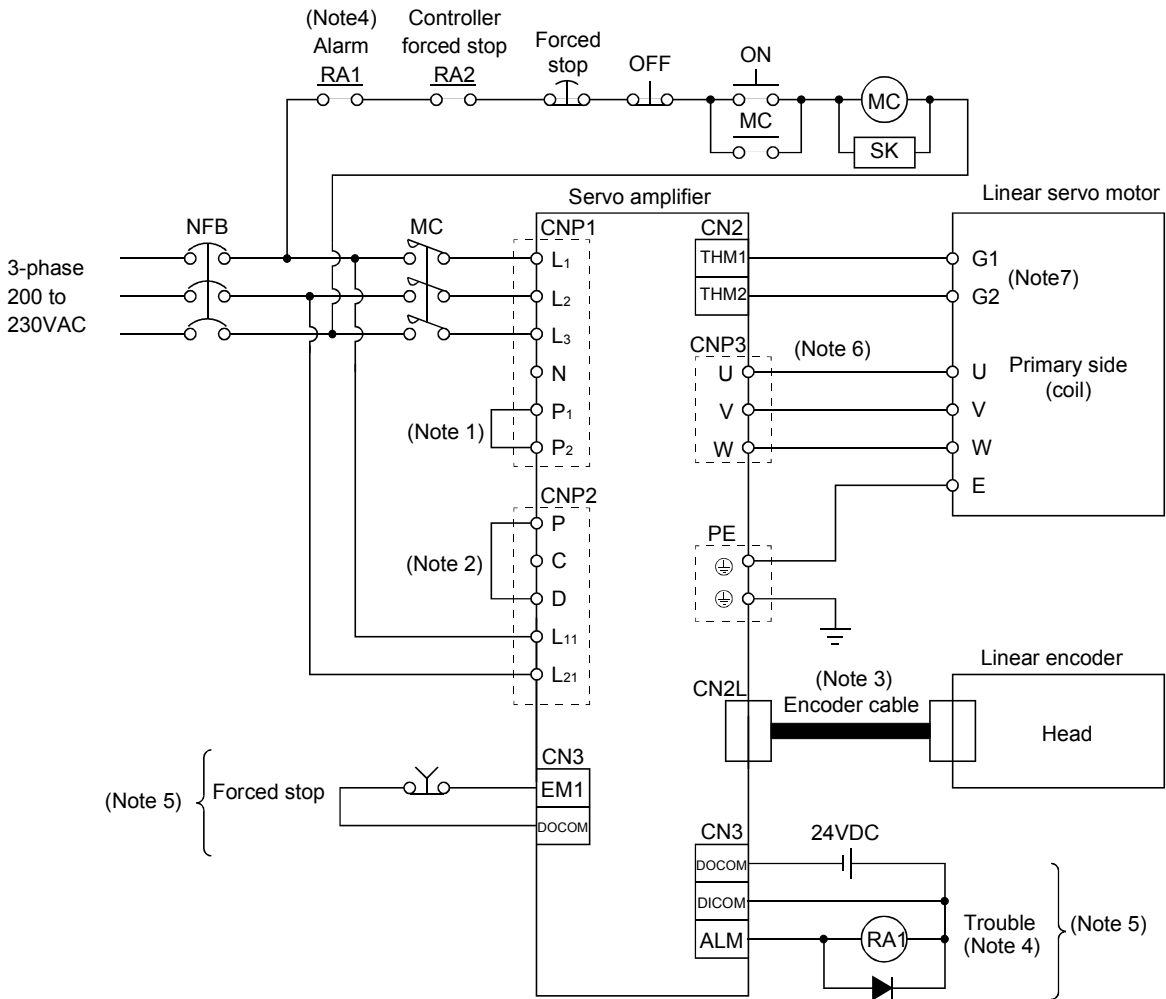 (Note4)
Alarm
RA1
Controller
forced stop
RA2
Forced
stop
OFF
ON
MC
MC
SK
Servo amplifier
Linear servo motor
3-phase
200 to
230VAC
NFB
MC
CNP1
L1
L2
L3
N
P1
P2
(Note 1)
CN2
THM1
THM2
G1
G2
(Note7)
CNP3
U
V
W
(Note 6)
U
V
W
E
Primary side
(coil)
CNP2
P
C
D
L11
L21
(Note 2)
PE
Linear encoder
CN2L
(Note 3)
Encoder cable
Head
(Note 5)
Forced stop
CN3
EM1
DOCOM
CN3
DOCOM
DICOM
ALM
24VDC
RA1
Trouble
(Note 4)
(Note 5)